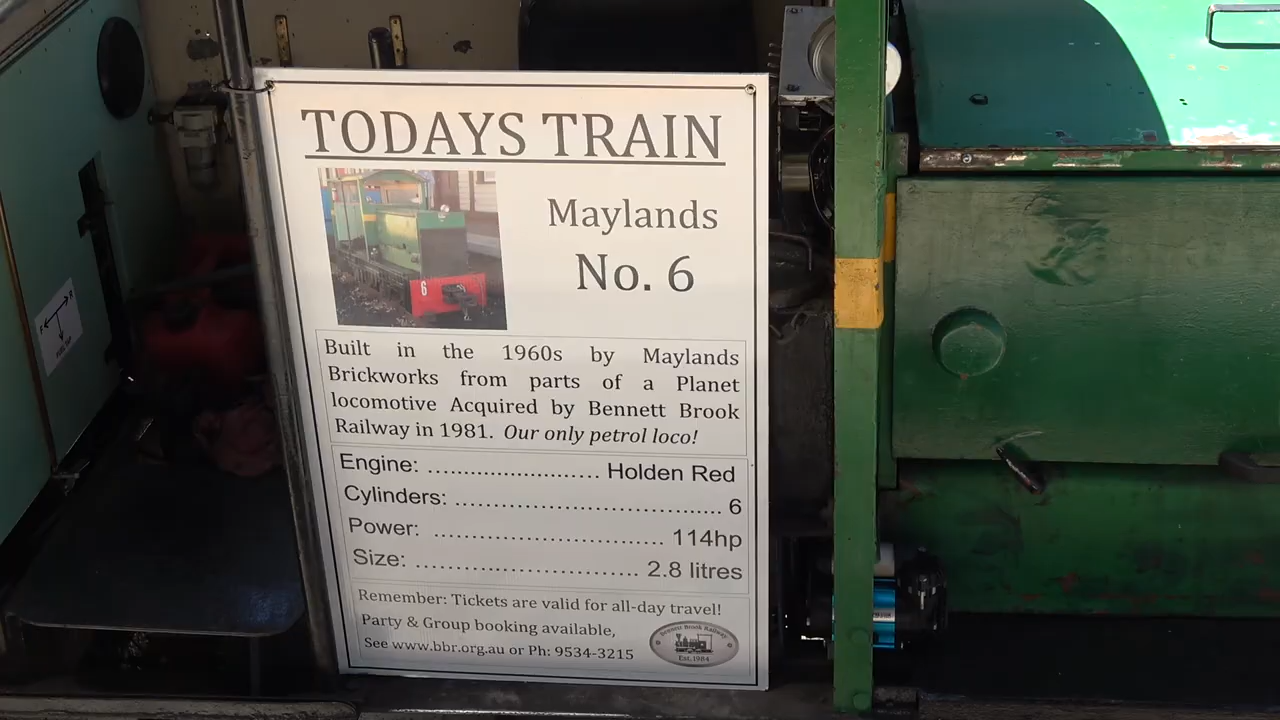 TODAYS TRAIN
Maylands
No. 6
6
Built in the 1960s by Maylands
Brickworks from parts of a Planet
locomotive Acquired by Bennett Brook
Railway in 1981. Our only petrol loco!
Engine: ........................ Holden Red
Cylinders: ..................................... 6
Power: ................................ 114hp
Size: ................................ 2.8 litres
Remember: Tickets are valid for all-day travel!
Party & Group booking available,
See www.bbr.org.au or Ph: 9534-3215
Bennett Brook Railway
Est. 1984
F R